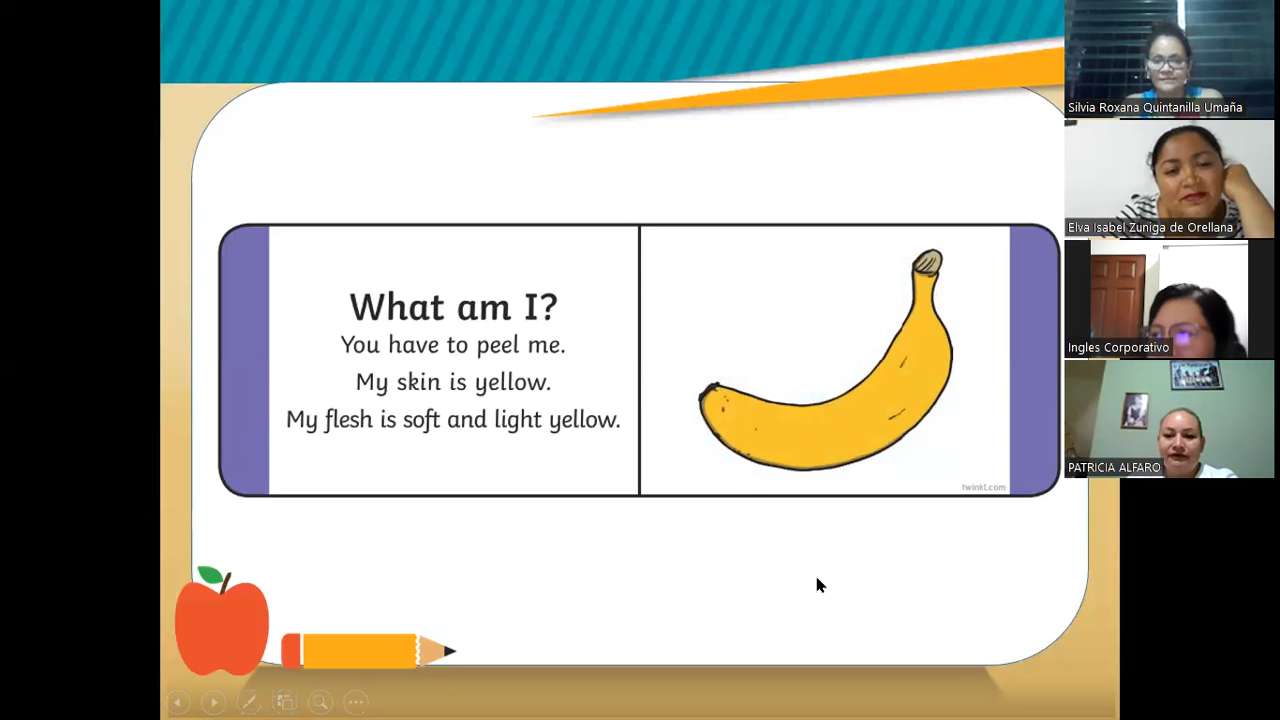 What am I?
You have to peel me.
My skin is yellow.
My flesh is soft and light yellow.
twinkl.com
Silvia Roxana Quintanilla Umaña
Elva Isabel Zuniga de Orellana
Ingles Corporativo
PATRICIA ALFARO